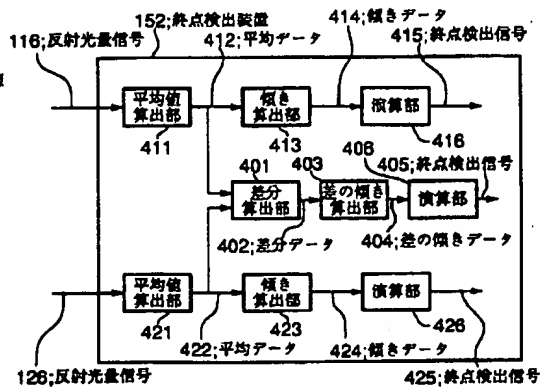 152;終点検出装置
414;傾きデータ
415;終点検出信号
116;反射光量信号
412;平均データ
平均値
算出部
411
傾き
算出部
413
演算部
416
401
差分
算出部
402;差分データ
403
差の傾き
算出部
404;差の傾きデータ
406
405;終点検出信号
演算部
平均値
算出部
421
傾き
算出部
423
演算部
426
126;反射光量信号
422;平均データ
424;傾きデータ
425;終点検出信号